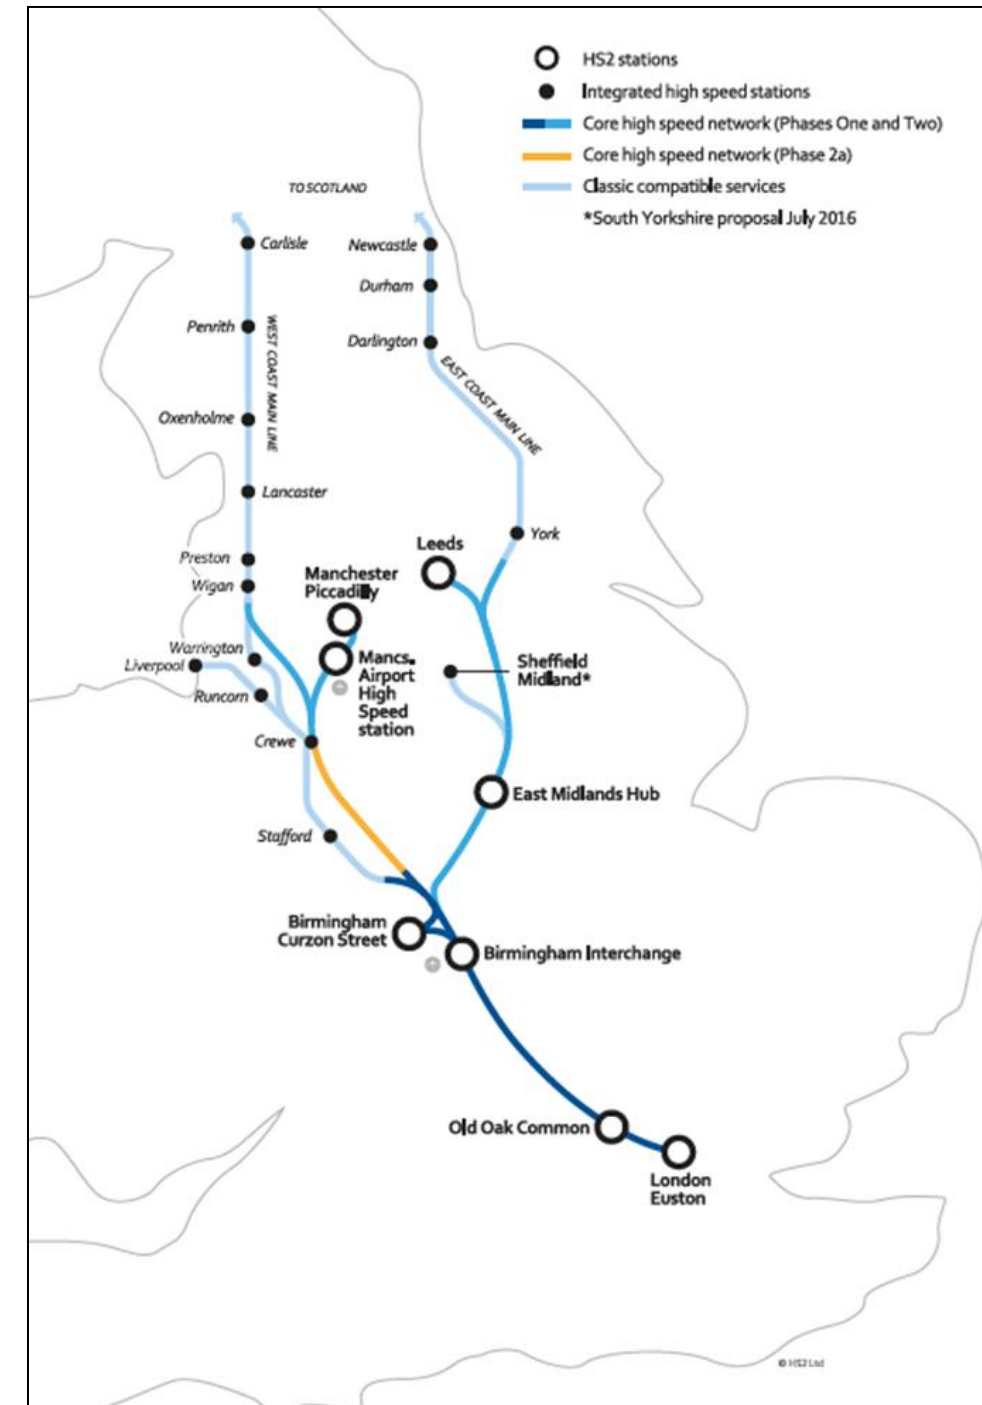 HS2 stations
Integrated high speed stations
Core high speed network (Phases One and Two)
Core high speed network (Phase 2a)
Classic compatible services
*South Yorkshire proposal July 2016
TO SCOTLAND
Carlisle
Newcastle
Durham
Penrith
WEST COAST MAIN LINE
Darlington
EAST COAST MAIN LINE
Oxenholme
Lancaster
York
Leeds
Preston
Manchester
Piccadilly
Wigan
Warrington
Liverpool
Mancs.
Airport
High
Speed
station
Sheffield
Midland*
Runcorn
Crewe
East Midlands Hub
Stafford
Birmingham
Curzon Street
Birmingham Interchange
Old Oak Common
London
Euston
© HS2 Ltd